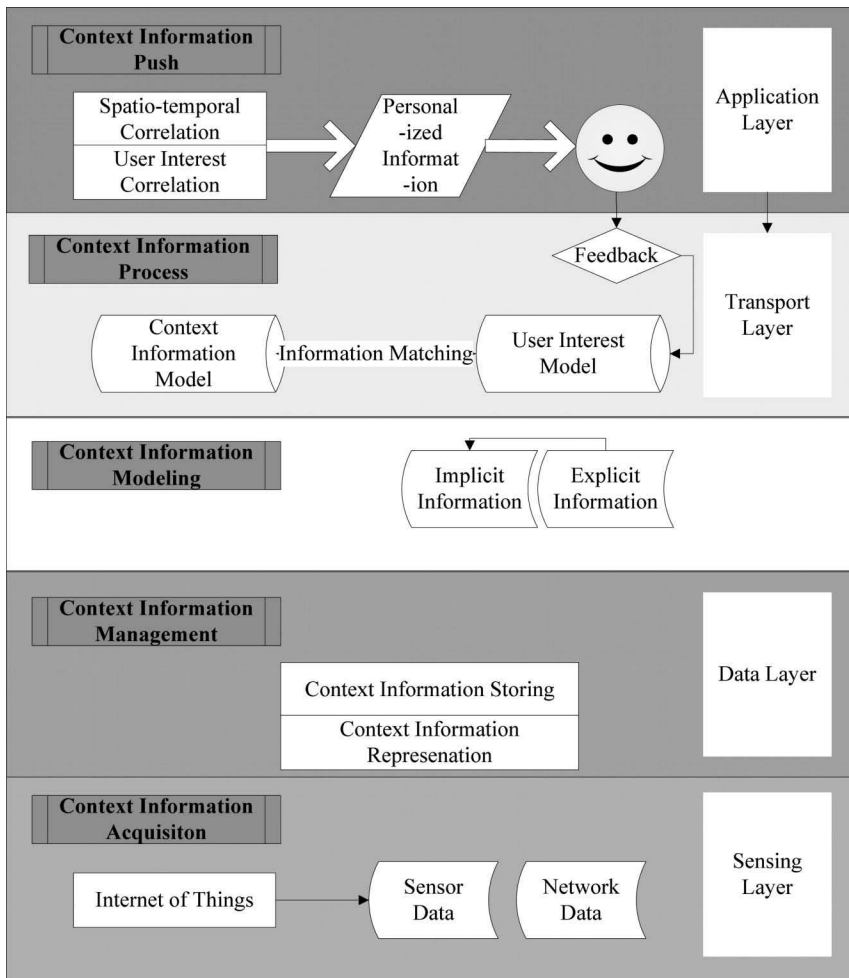 Context Information
Push
Spatio-temporal
Correlation
User Interest
Correlation
Personal
-ized
Informat
-ion
Application
Layer
Context Information
Process
Feedback
Transport
Layer
Context
Information
Model
Information Matching
User Interest
Model
Context Information
Modeling
Implicit
Information
Explicit
Information
Context Information
Management
Context Information Storing
Context Information
Represenation
Data Layer
Context Information
Acquisiton
Internet of Things
Sensor
Data
Network
Data
Sensing
Layer